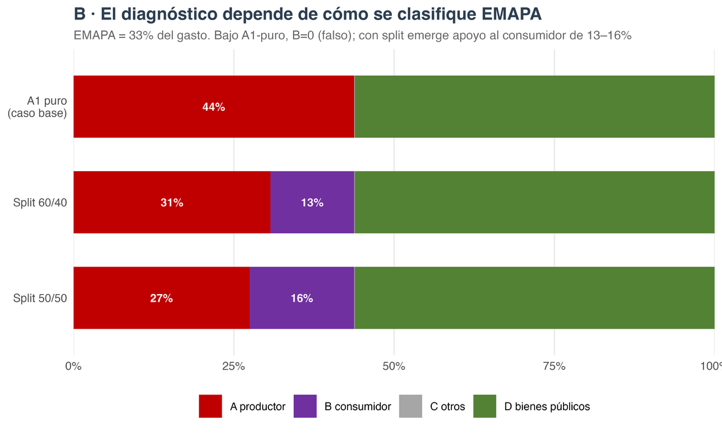 B · El diagnóstico depende de cómo se clasifique EMAPA
EMAPA = 33% del gasto. Bajo A1-puro, B=0 (falso); con split emerge apoyo al consumidor de 13–16%
A1 puro
(caso base)
44%
Split 60/40
31%
13%
Split 50/50
27%
16%
0%
25%
50%
75%
100%
A productor
B consumidor
C otros
D bienes públicos